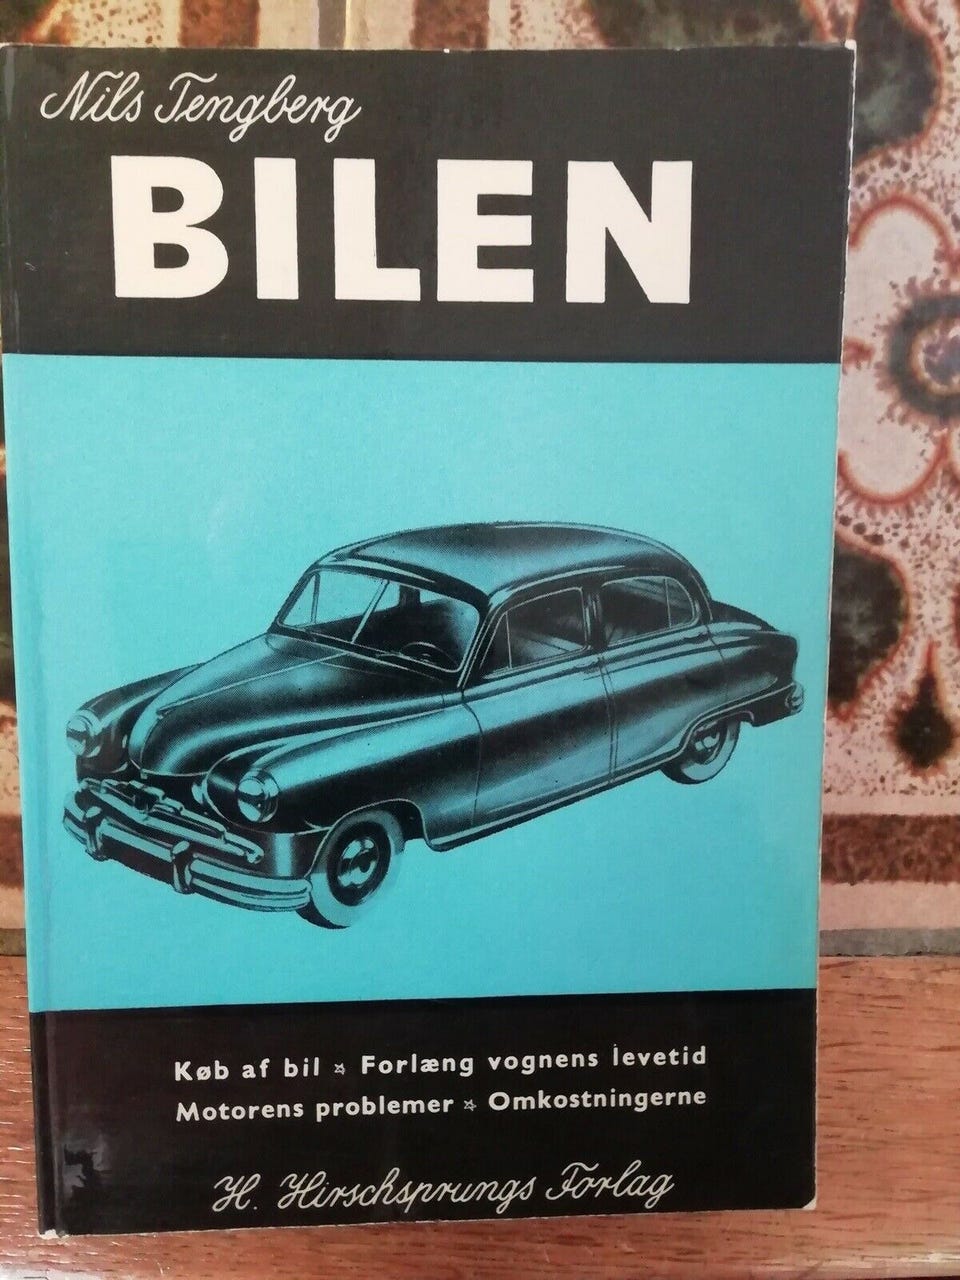 Nils Tengberg
BILEN
Køb af bil ☆ Forlæng vognens levetid
Motorens problemer ☆ Omkostningerne
H. Hirschsprungs Forlag